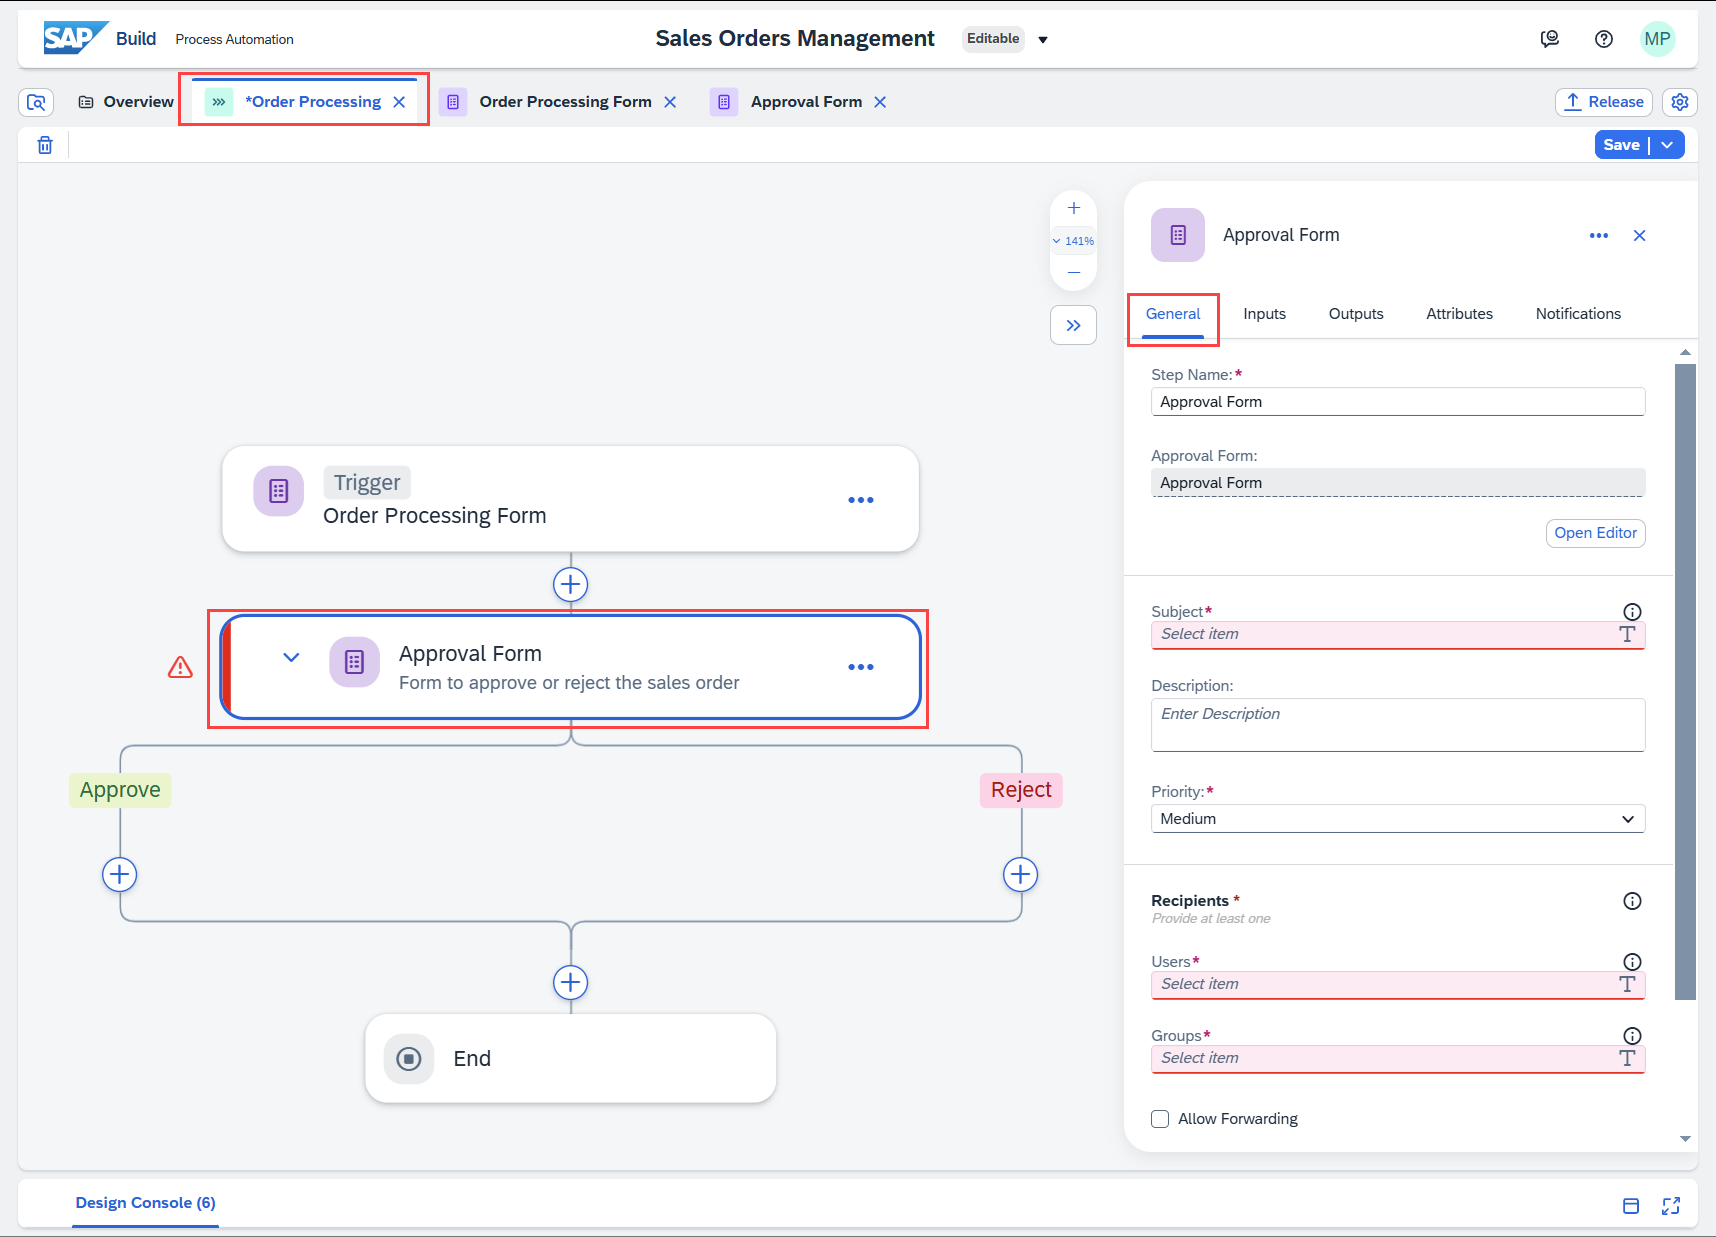 SAP Build Process Automation
Sales Orders Management Editable
MP
Overview *Order Processing Order Processing Form Approval Form
Release
Save
141%
Trigger
Order Processing Form
Approval Form
Form to approve or reject the sales order
Approve
Reject
End
Approval Form
General Inputs Outputs Attributes Notifications
Step Name:*
Approval Form
Approval Form:
Approval Form
Open Editor
Subject*
Select item
Description:
Enter Description
Priority:*
Medium
Recipients *
Provide at least one
Users*
Select item
Groups*
Select item
Allow Forwarding
Design Console (6)